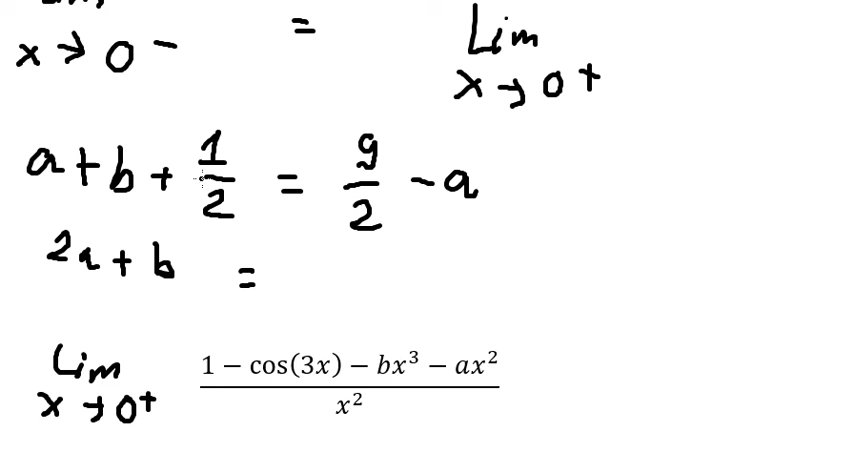 x → 0⁻ = Lim
x → 0⁺
a + b + 1/2 = 9/2 - a
2a + b =
Lim x → 0⁺ (1 − cos(3x) − bx³ − ax²)/x²